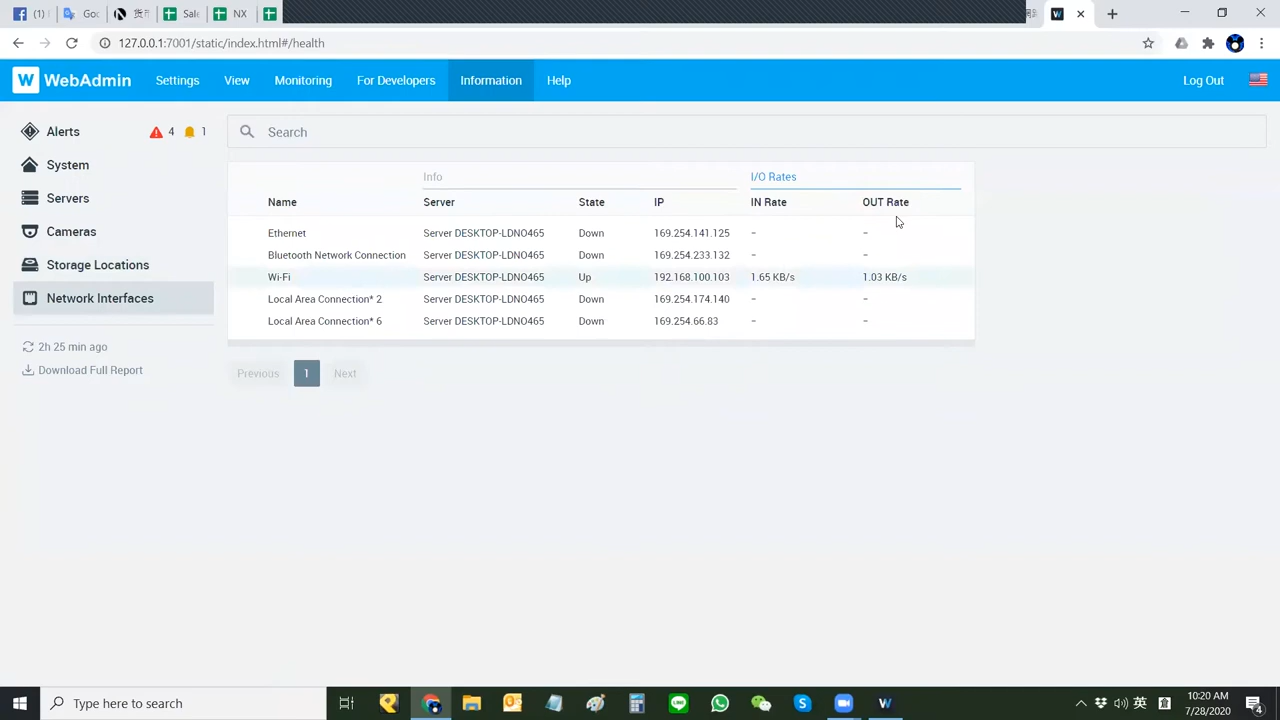 (1)
Goo
Sale
NX
127.0.0.1:7001/static/index.html#/health
W WebAdmin Settings View Monitoring For Developers Information Help Log Out
Alerts 4 1
System
Servers
Cameras
Storage Locations
Network Interfaces
2h 25 min ago
Download Full Report
Search
Info I/O Rates
Name Server State IP IN Rate OUT Rate
Ethernet Server DESKTOP-LDNO465 Down 169.254.141.125 - -
Bluetooth Network Connection Server DESKTOP-LDNO465 Down 169.254.233.132 - -
Wi-Fi Server DESKTOP-LDNO465 Up 192.168.100.103 1.65 KB/s 1.03 KB/s
Local Area Connection* 2 Server DESKTOP-LDNO465 Down 169.254.174.140 - -
Local Area Connection* 6 Server DESKTOP-LDNO465 Down 169.254.66.83 - -
Previous 1 Next
Type here to search
英
10:20 AM
7/28/2020
4